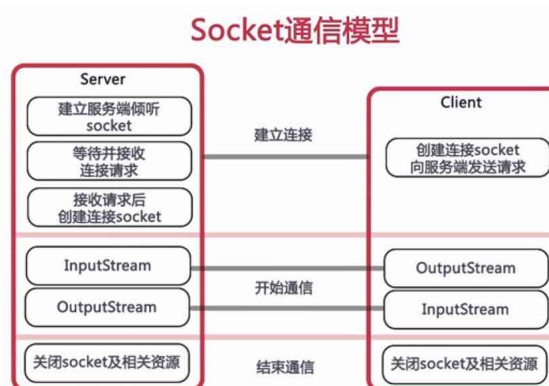 Socket通信模型
Server
建立服务端倾听
socket
等待并接收
连接请求
接收请求后
创建连接socket
InputStream
OutputStream
关闭socket及相关资源
建立连接
开始通信
结束通信
Client
创建连接socket
向服务端发送请求
OutputStream
InputStream
关闭socket及相关资源